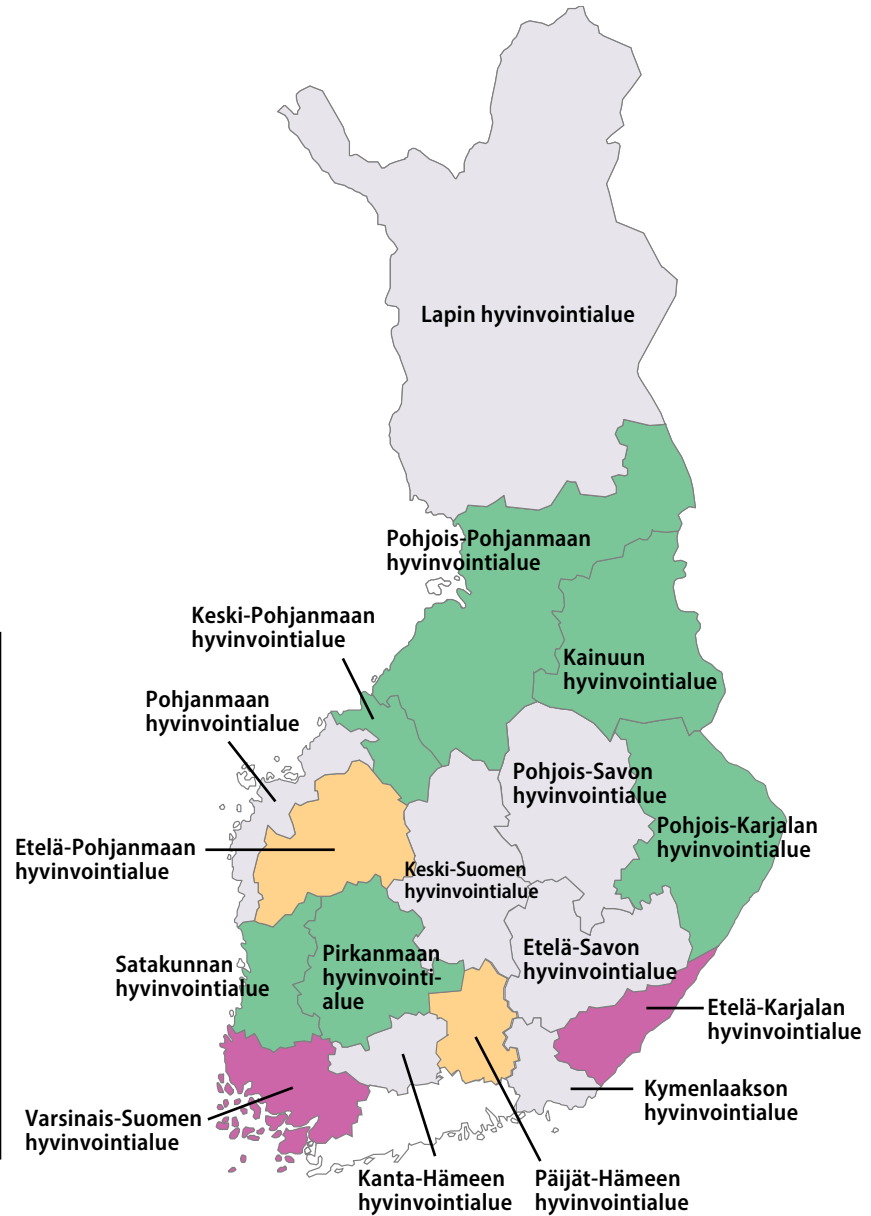 Lapin hyvinvointialue
Pohjois-Pohjanmaan
hyvinvointialue
Keski-Pohjanmaan
hyvinvointialue
Kainuun
hyvinvointialue
Pohjanmaan
hyvinvointialue
Pohjois-Savon
hyvinvointialue
Pohjois-Karjalan
hyvinvointialue
Etelä-Pohjanmaan
hyvinvointialue
Keski-Suomen
hyvinvointialue
Etelä-Savon
hyvinvointialue
Pirkanmaan
hyvinvointi-
alue
Satakunnan
hyvinvointialue
Etelä-Karjalan
hyvinvointialue
Kymenlaakson
hyvinvointialue
Varsinais-Suomen
hyvinvointialue
Kanta-Hämeen
hyvinvointialue
Päijät-Hämeen
hyvinvointialue